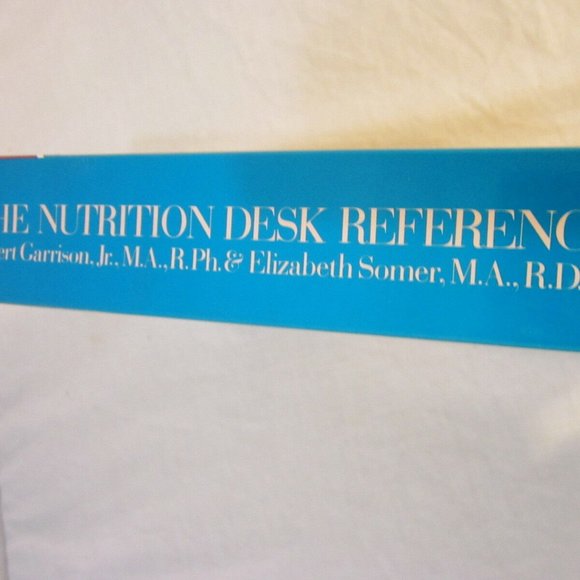 HE NUTRITION DESK REFERENC
ert Garrison, Jr., M.A., R.Ph. & Elizabeth Somer, M.A., R.D.